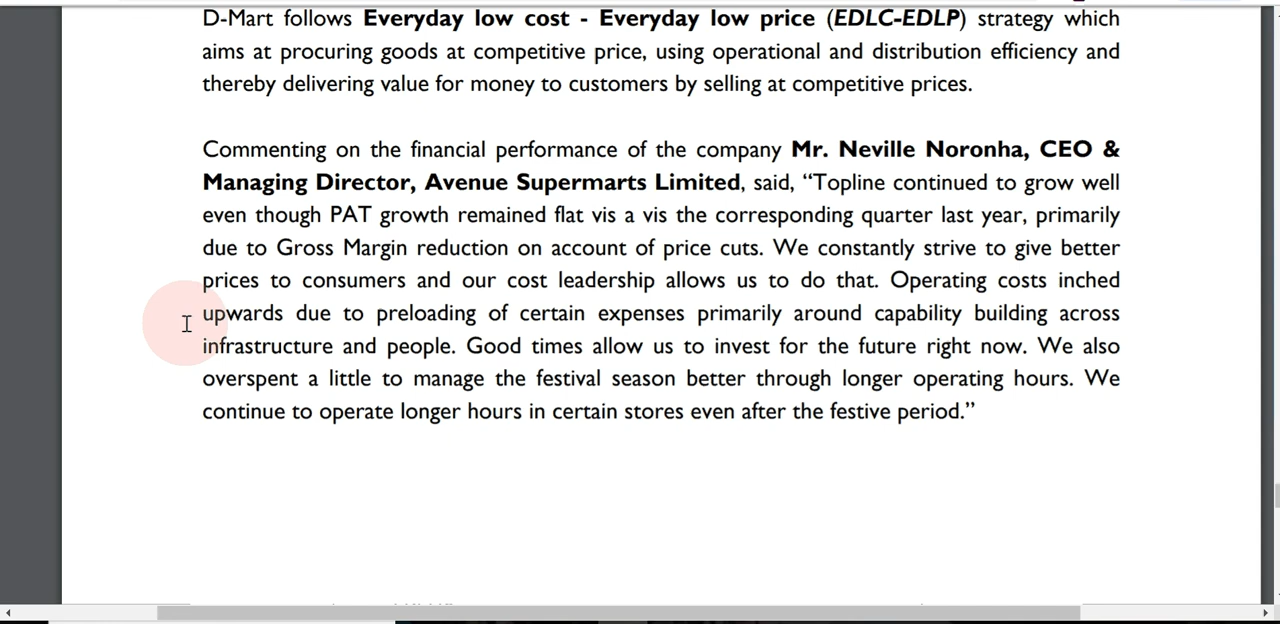 D-Mart follows Everyday low cost - Everyday low price (EDLC-EDLP) strategy which
aims at procuring goods at competitive price, using operational and distribution efficiency and
thereby delivering value for money to customers by selling at competitive prices.
Commenting on the financial performance of the company Mr. Neville Noronha, CEO &
Managing Director, Avenue Supermarts Limited, said, “Topline continued to grow well
even though PAT growth remained flat vis a vis the corresponding quarter last year, primarily
due to Gross Margin reduction on account of price cuts. We constantly strive to give better
prices to consumers and our cost leadership allows us to do that. Operating costs inched
upwards due to preloading of certain expenses primarily around capability building across
infrastructure and people. Good times allow us to invest for the future right now. We also
overspent a little to manage the festival season better through longer operating hours. We
continue to operate longer hours in certain stores even after the festive period.”